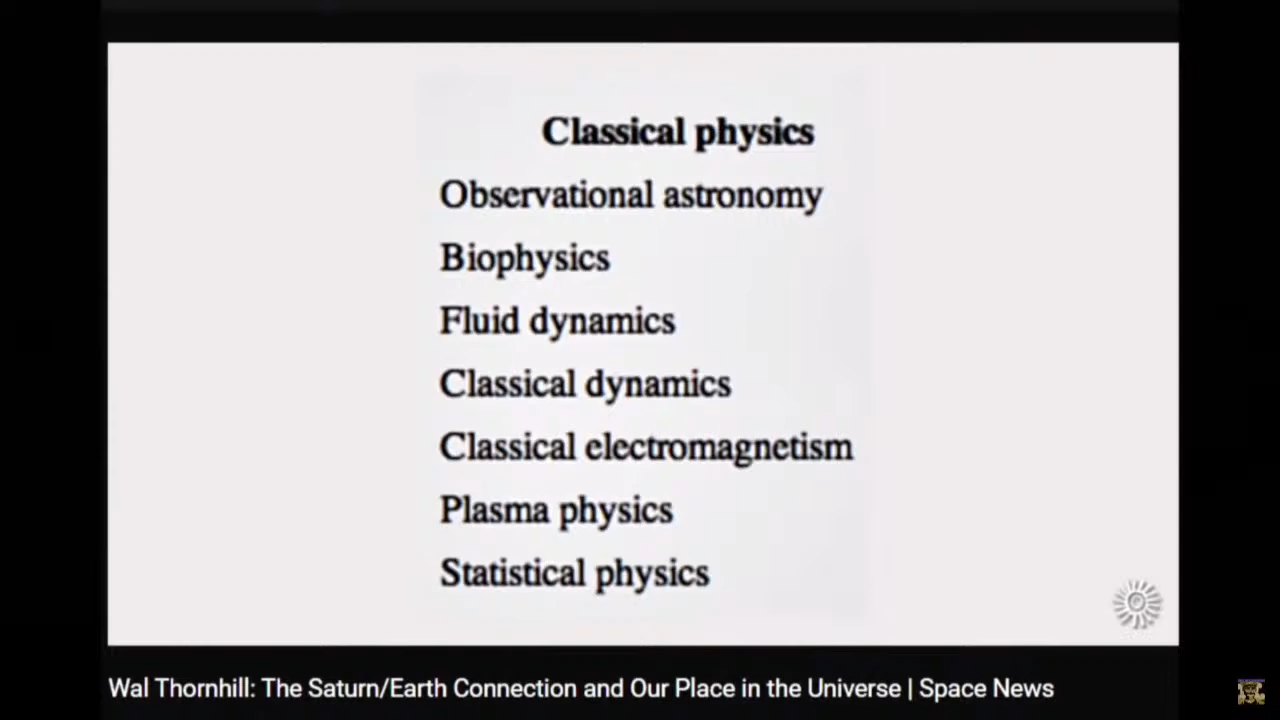 Classical physics
Observational astronomy
Biophysics
Fluid dynamics
Classical dynamics
Classical electromagnetism
Plasma physics
Statistical physics
Wal Thornhill: The Saturn/Earth Connection and Our Place in the Universe | Space News